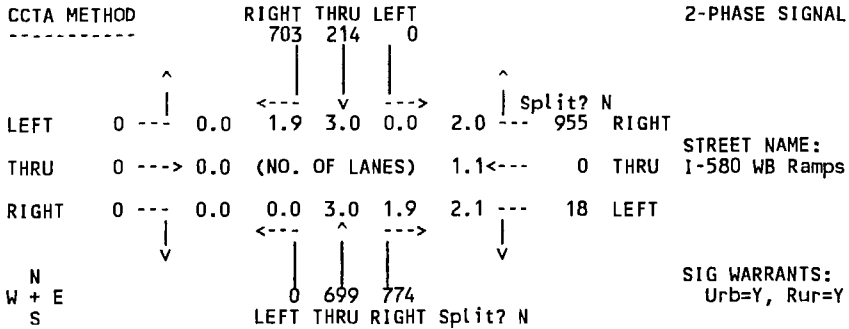 CCTA METHOD RIGHT THRU LEFT 2-PHASE SIGNAL
----------- 703 214 0
^ ^
<--- v ---> Split? N
LEFT 0 --- 0.0 1.9 3.0 0.0 2.0 --- 955 RIGHT
STREET NAME:
THRU 0 ---> 0.0 (NO. OF LANES) 1.1<--- 0 THRU I-580 WB Ramps
RIGHT 0 --- 0.0 0.0 3.0 1.9 2.1 --- 18 LEFT
<--- ^ --->
v v
N SIG WARRANTS:
W + E 0 699 774 Urb=Y, Rur=Y
S LEFT THRU RIGHT Split? N